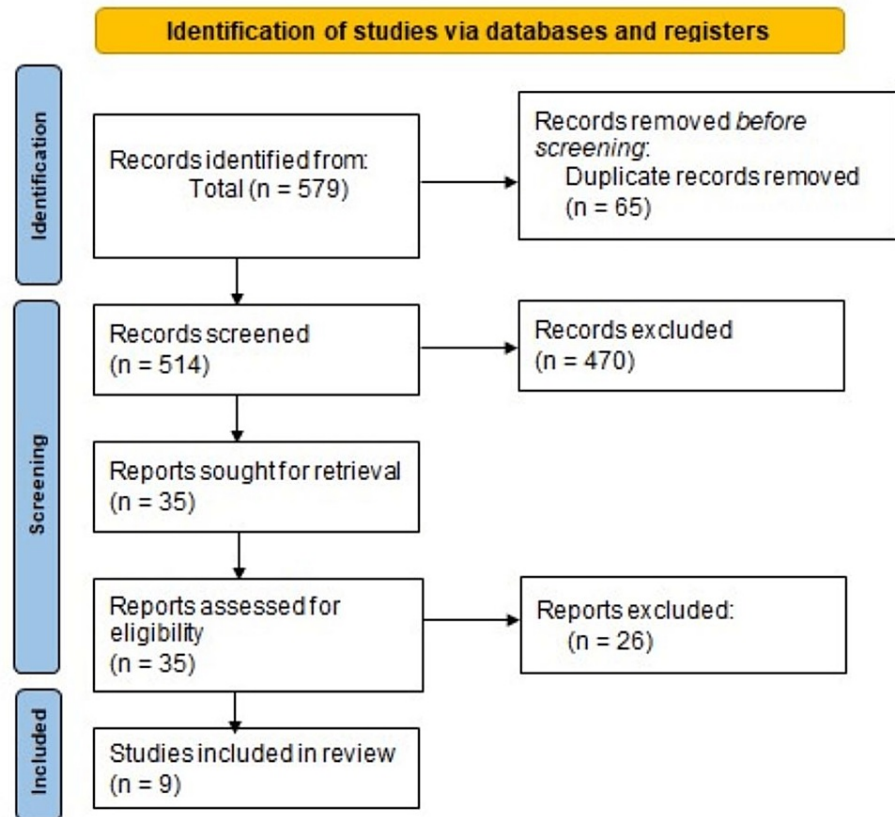 Identification of studies via databases and registers
Identification
Records identified from:
Total (n = 579)
Records removed before
screening:
Duplicate records removed
(n = 65)
Screening
Records screened
(n = 514)
Records excluded
(n = 470)
Reports sought for retrieval
(n = 35)
Reports assessed for
eligibility
(n = 35)
Reports excluded:
(n = 26)
Included
Studies included in review
(n = 9)